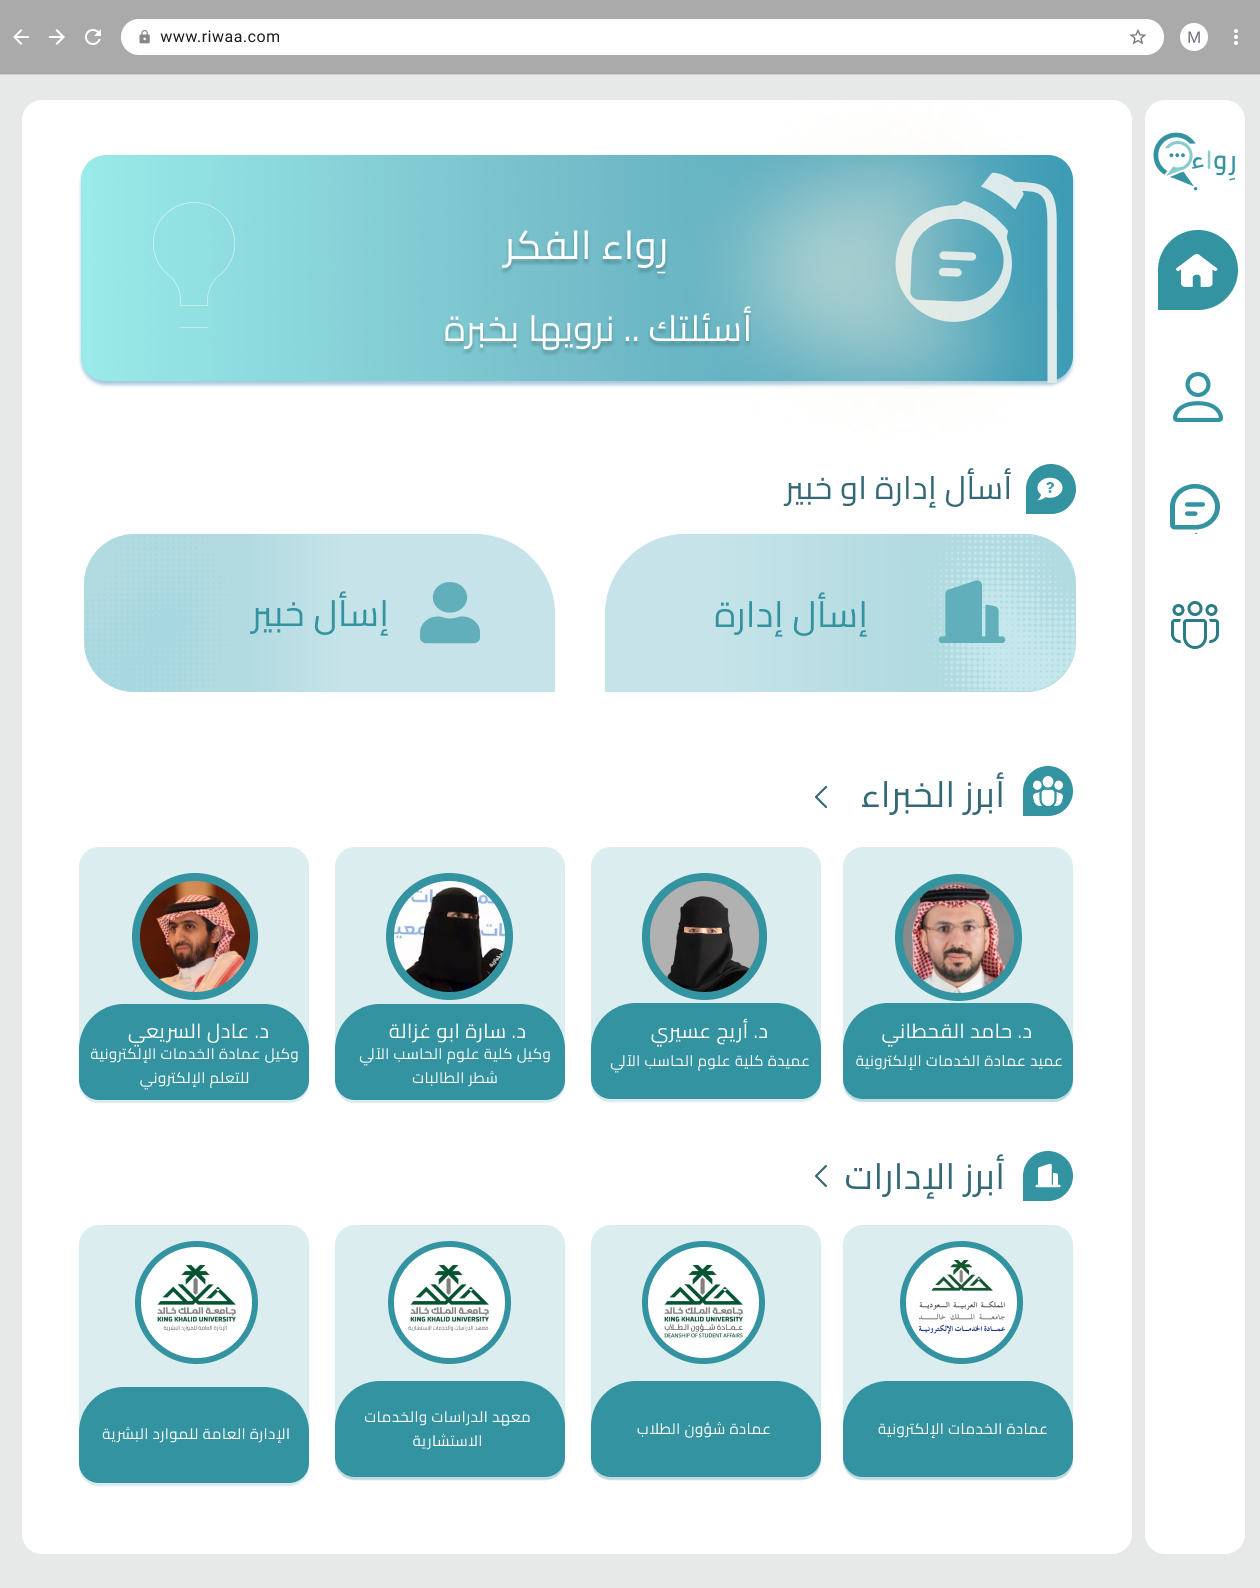 www.riwaa.com
M
رِواء
رِواء الفكر
أسئلتك .. نرويها بخبرة
أسأل إدارة او خبير
إسأل إدارة
إسأل خبير
أبرز الخبراء
د. حامد القحطاني
عميد عمادة الخدمات الإلكترونية
د. أريج عسيري
عميدة كلية علوم الحاسب الآلي
د. سارة ابو غزالة
وكيل كلية علوم الحاسب الآلي
شطر الطالبات
د. عادل السريعي
وكيل عمادة الخدمات الإلكترونية
للتعلم الإلكتروني
أبرز الإدارات
المملكة العربية السعودية
جامعة الملك خالد
عمادة الخدمات الإلكترونية
عمادة الخدمات الإلكترونية
جامعة الملك خالد
KING KHALID UNIVERSITY
عمادة شؤون الطلاب
DEANSHIP OF STUDENT AFFAIRS
عمادة شؤون الطلاب
جامعة الملك خالد
KING KHALID UNIVERSITY
معهد الدراسات والخدمات الاستشارية
معهد الدراسات والخدمات
الاستشارية
جامعة الملك خالد
KING KHALID UNIVERSITY
الإدارة العامة للموارد البشرية
الإدارة العامة للموارد البشرية